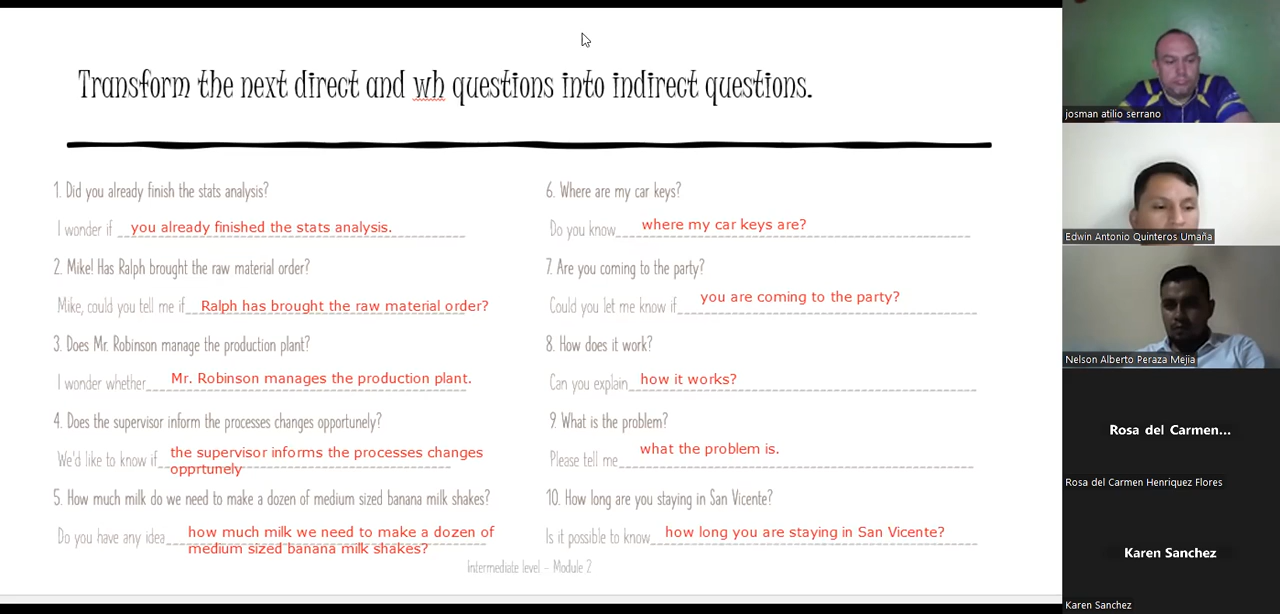 Transform the next direct and wh questions into indirect questions.
1. Did you already finish the stats analysis?
I wonder if you already finished the stats analysis.
2. Mike! Has Ralph brought the raw material order?
Mike, could you tell me if Ralph has brought the raw material order?
3. Does Mr. Robinson manage the production plant?
I wonder whether Mr. Robinson manages the production plant.
4. Does the supervisor inform the processes changes opportunely?
We'd like to know if the supervisor informs the processes changes
opprtunely
5. How much milk do we need to make a dozen of medium sized banana milk shakes?
Do you have any idea how much milk we need to make a dozen of
medium sized banana milk shakes?
6. Where are my car keys?
Do you know where my car keys are?
7. Are you coming to the party?
Could you let me know if you are coming to the party?
8. How does it work?
Can you explain how it works?
9. What is the problem?
Please tell me what the problem is.
10. How long are you staying in San Vicente?
Is it possible to know how long you are staying in San Vicente?
intermediate level - Module 2
josman atilio serrano
Edwin Antonio Quinteros Umaña
Nelson Alberto Peraza Mejia
Rosa del Carmen...
Rosa del Carmen Henriquez Flores
Karen Sanchez
Karen Sanchez